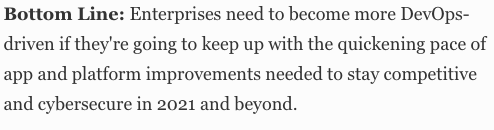 Bottom Line: Enterprises need to become more DevOps-
driven if they're going to keep up with the quickening pace of
app and platform improvements needed to stay competitive
and cybersecure in 2021 and beyond.